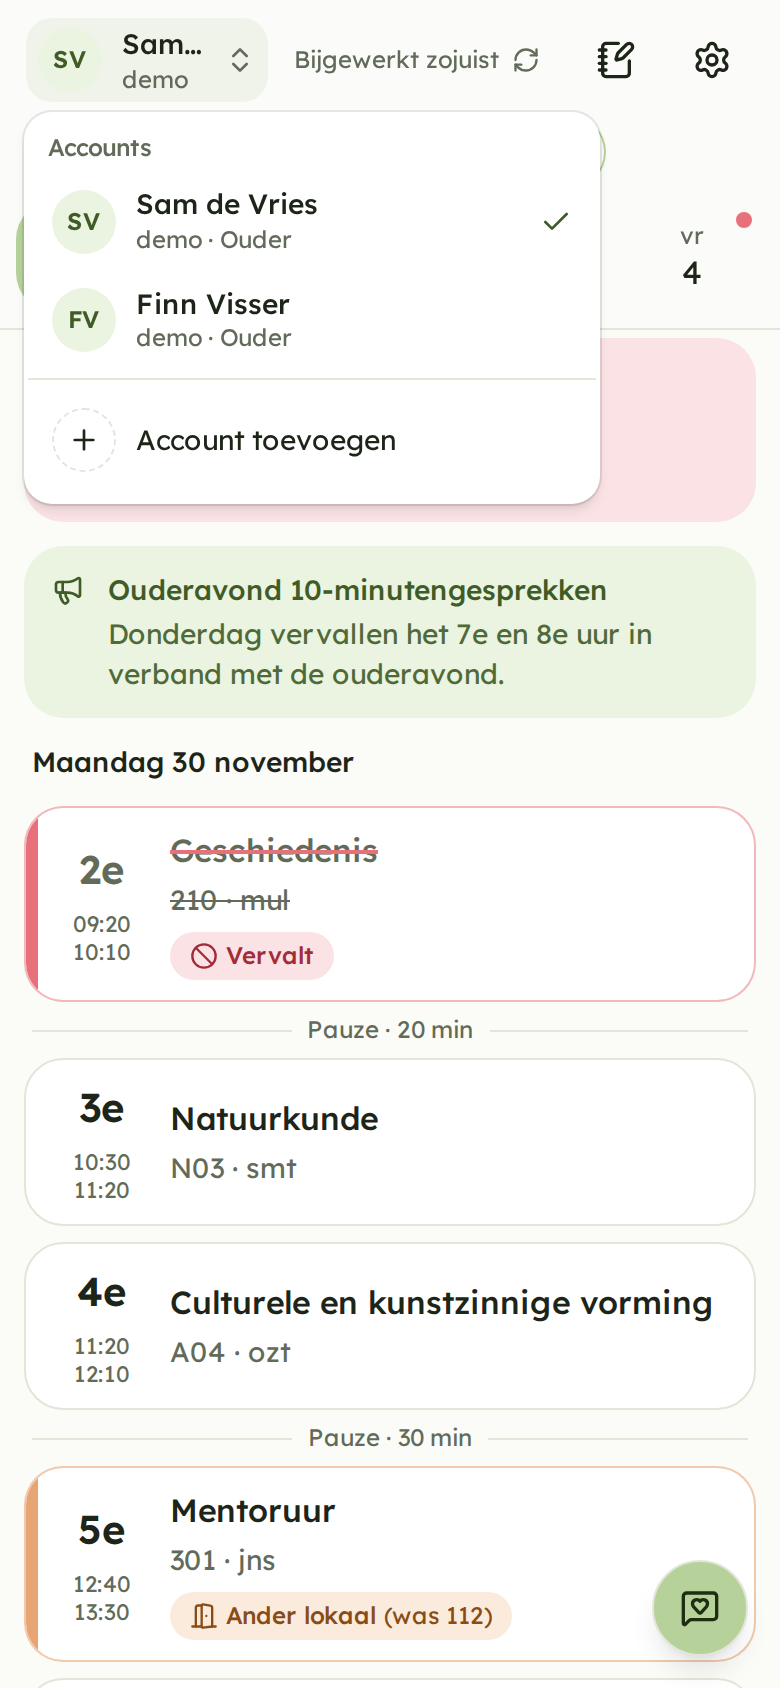 SV
Sam...
demo
Bijgewerkt zojuist
Accounts
SV
Sam de Vries
demo · Ouder
FV
Finn Visser
demo · Ouder
Account toevoegen
vr
4
Ouderavond 10-minutengesprekken
Donderdag vervallen het 7e en 8e uur in
verband met de ouderavond.
Maandag 30 november
2e
09:20
10:10
Geschiedenis
210 · mul
Vervalt
Pauze · 20 min
3e
10:30
11:20
Natuurkunde
N03 · smt
4e
11:20
12:10
Culturele en kunstzinnige vorming
A04 · ozt
Pauze · 30 min
5e
12:40
13:30
Mentoruur
301 · jns
Ander lokaal (was 112)